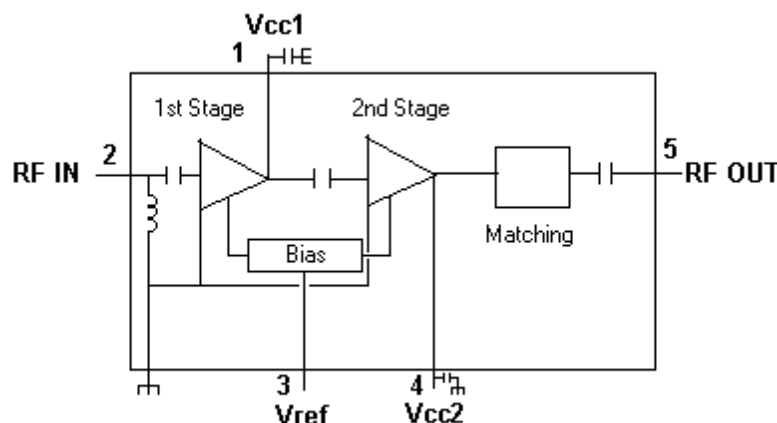 Vcc1
1
1st Stage
2nd Stage
2
RF IN
5
RF OUT
Matching
Bias
3
Vref
4
Vcc2